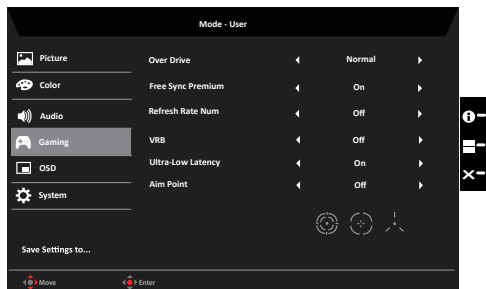 Mode - User
Picture
Color
Audio
Gaming
OSD
System
Over Drive Normal
Free Sync Premium On
Refresh Rate Num Off
VRB Off
Ultra-Low Latency On
Aim Point Off
Save Settings to...
Move Enter